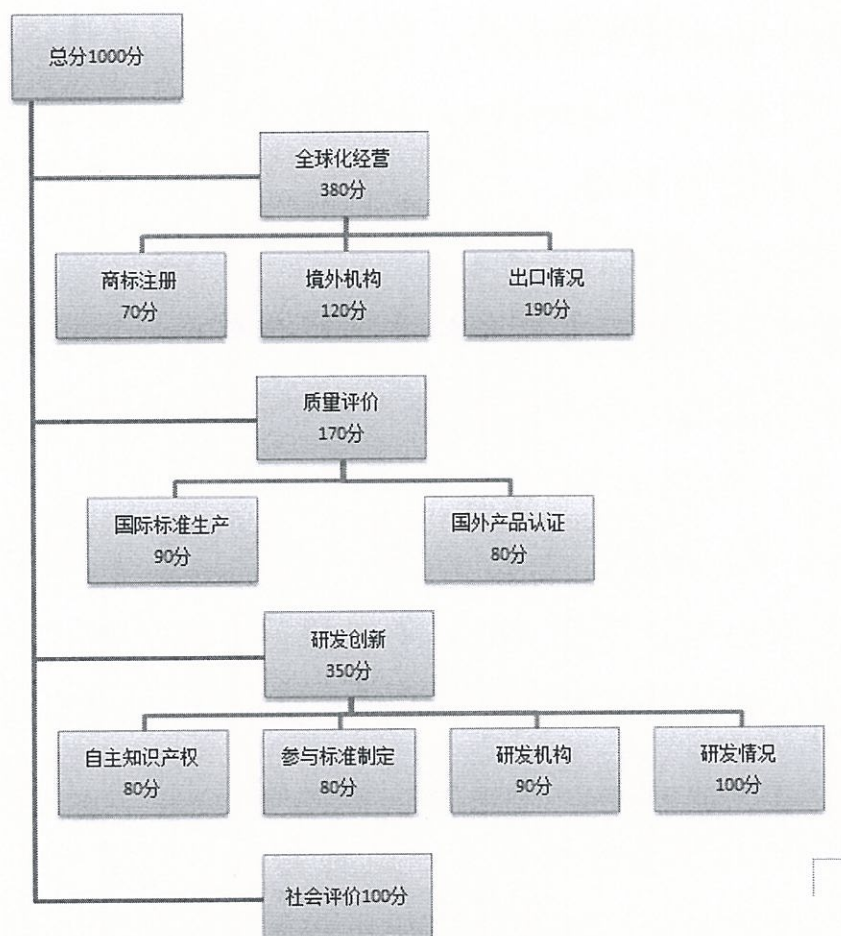 总分1000分
全球化经营
380分
商标注册
70分
境外机构
120分
出口情况
190分
质量评价
170分
国际标准生产
90分
国外产品认证
80分
研发创新
350分
自主知识产权
80分
参与标准制定
80分
研发机构
90分
研发情况
100分
社会评价100分